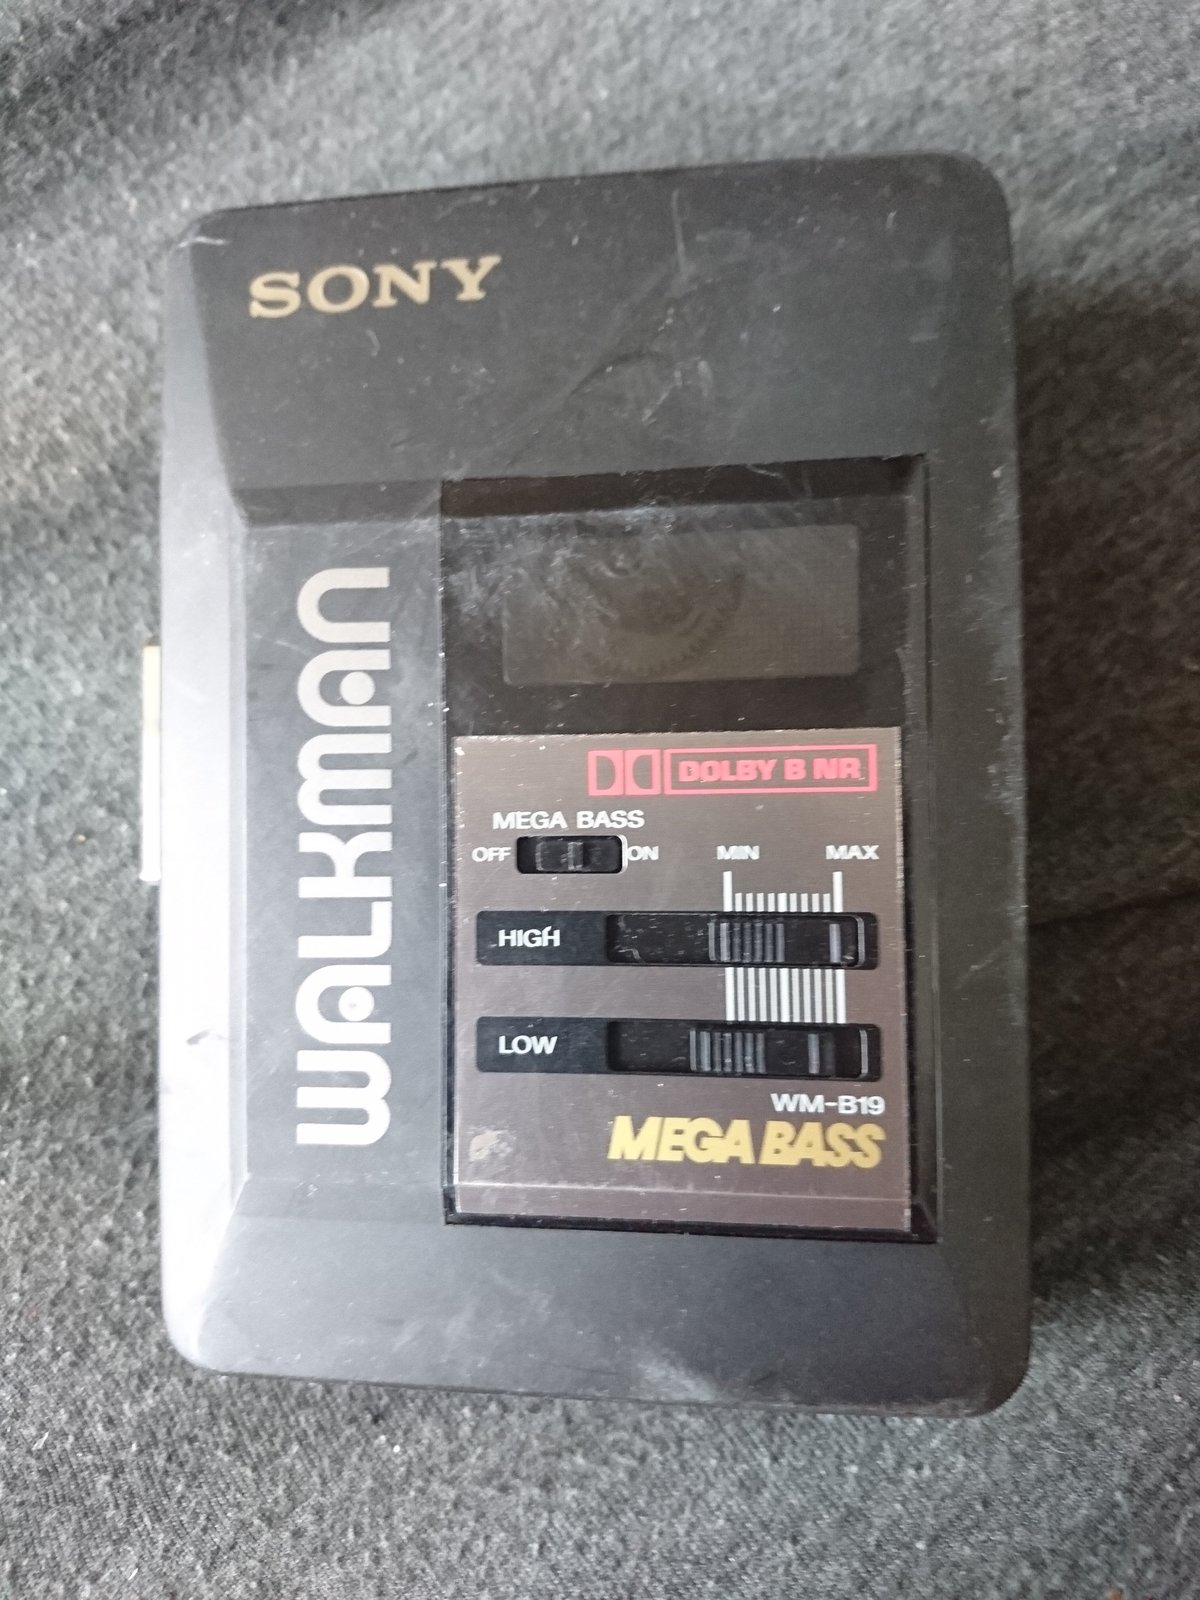 SONY
WALKMAN
DOLBY B NR
MEGA BASS
OFF ON MIN MAX
HIGH
LOW
WM-B19
MEGA BASS